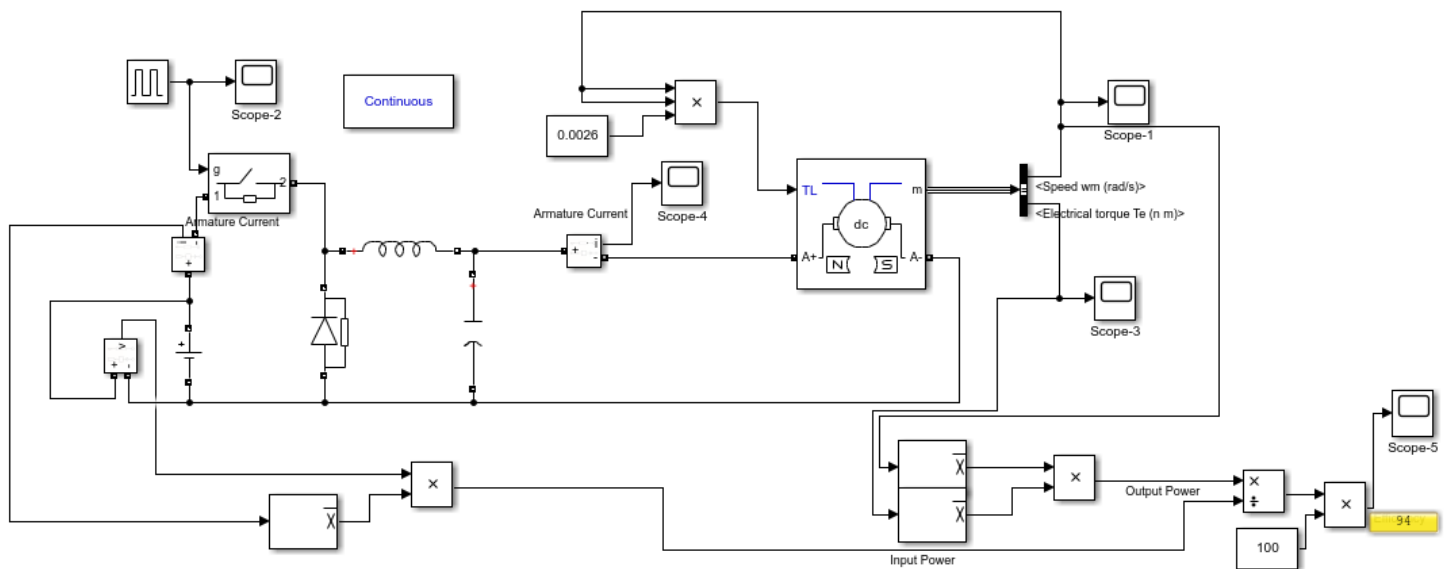 Scope-2
Continuous
×
0.0026
Scope-1
g
1
2
Armature Current
Armature Current
Scope-4
TL
m
dc
A+
N
S
A-
<Speed wm (rad/s)>
<Electrical torque Te (n m)>
Scope-3
+
v
+ -
+
+
Scope-5
×
x
x
x
×
Output Power
×
÷
×
94
100
Input Power